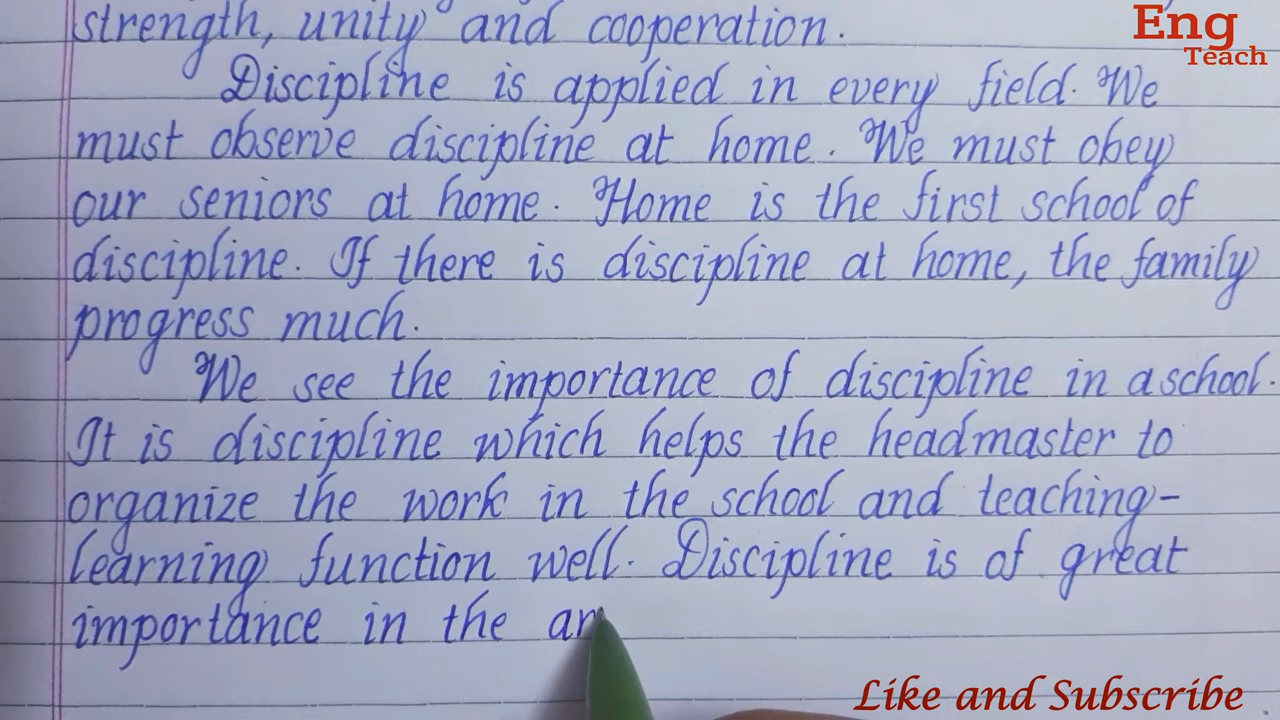 Eng
Teach
strength, unity and cooperation.
Discipline is applied in every field. We
must observe discipline at home. We must obey
our seniors at home. Home is the first school of
discipline. If there is discipline at home, the family
progress much.
We see the importance of discipline in a school.
It is discipline which helps the headmaster to
organize the work in the school and teaching-
learning function well. Discipline is of great
importance in the ar
Like and Subscribe